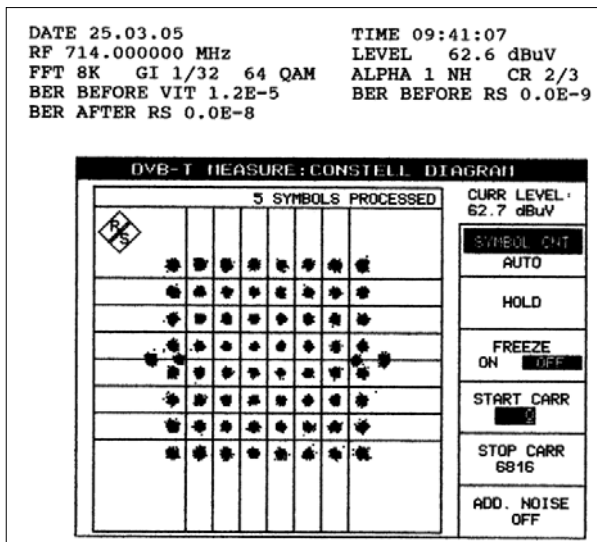 DATE 25.03.05 TIME 09:41:07
RF 714.000000 MHz LEVEL 62.6 dBuV
FFT 8K GI 1/32 64 QAM ALPHA 1 NH CR 2/3
BER BEFORE VIT 1.2E-5 BER BEFORE RS 0.0E-9
BER AFTER RS 0.0E-8
DVB-T MEASURE:CONSTELL DIAGRAM
5 SYMBOLS PROCESSED
R/S
CURR LEVEL:
62.7 dBuV
SYMBOL CNT
AUTO
HOLD
FREEZE
ON OFF
START CARR
0
STOP CARR
6816
ADD. NOISE
OFF